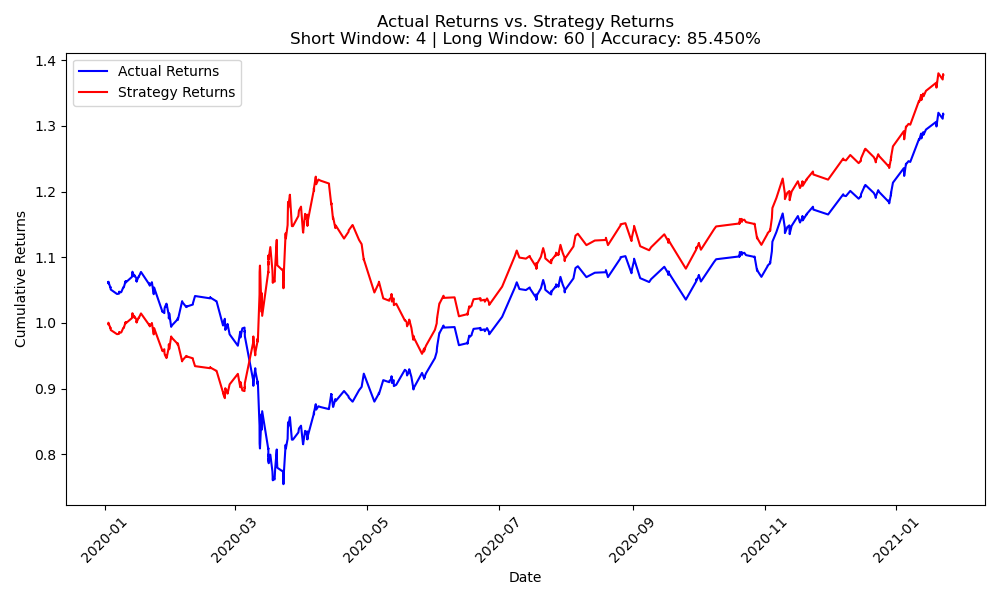 Actual Returns vs. Strategy Returns
Short Window: 4 | Long Window: 60 | Accuracy: 85.450%
Actual Returns
Strategy Returns
Cumulative Returns
1.4
1.3
1.2
1.1
1.0
0.9
0.8
2020-01
2020-03
2020-05
2020-07
2020-09
2020-11
2021-01
Date